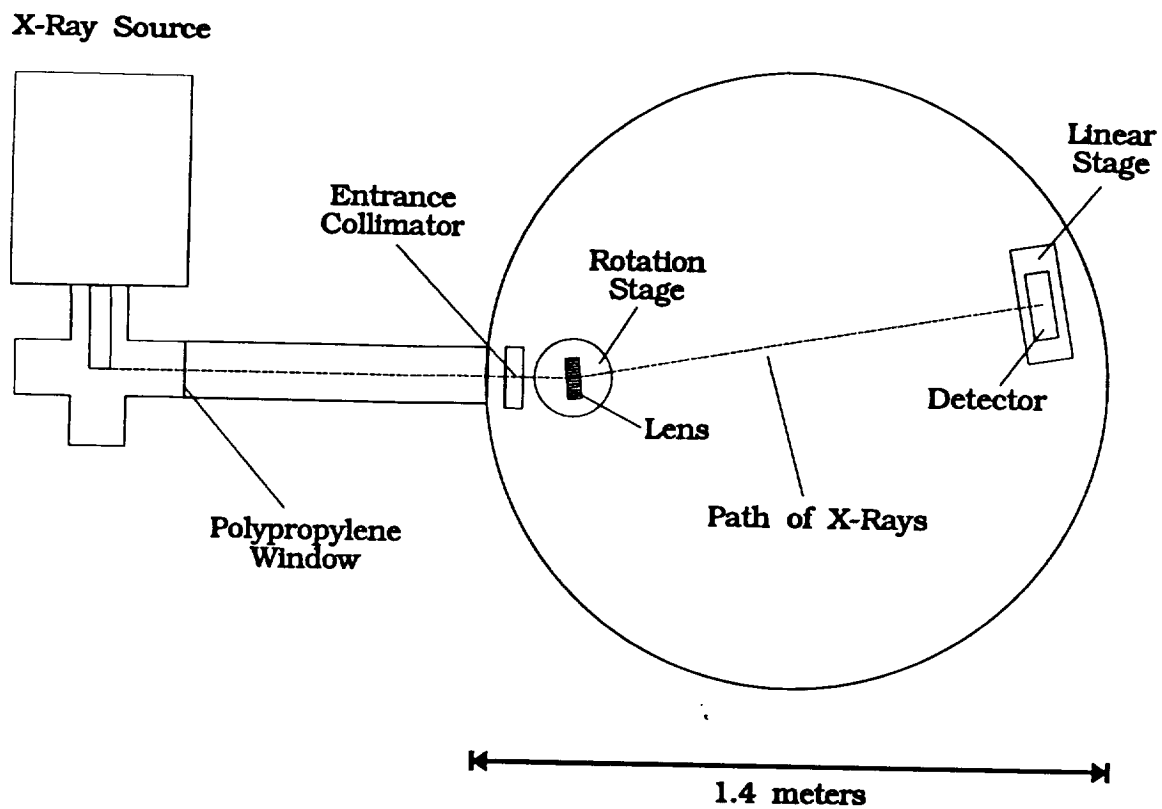 X-Ray Source
Linear
Stage
Entrance
Collimator
Rotation
Stage
Detector
Lens
Path of X-Rays
Polypropylene
Window
1.4 meters